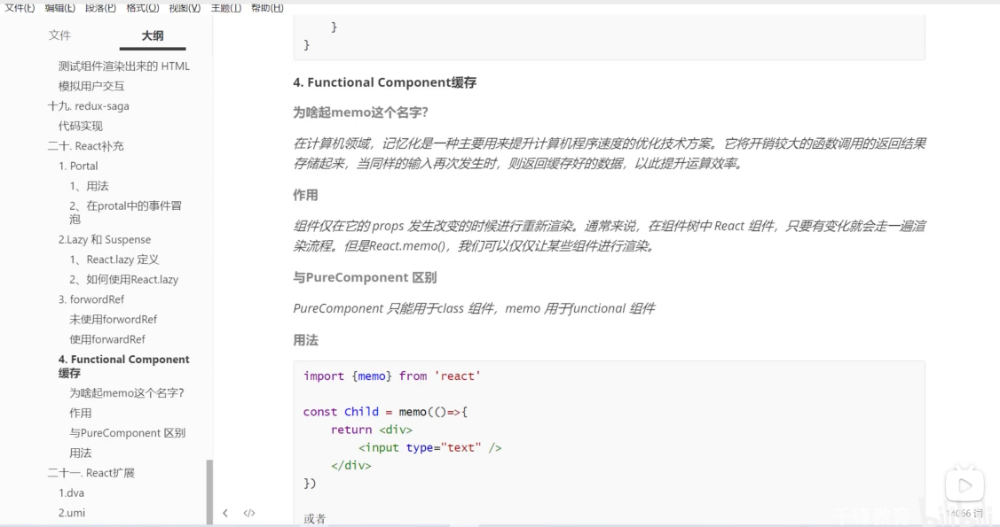 文件(F) 编辑(E) 段落(P) 格式(O) 视图(V) 主题(T) 帮助(H)
文件 大纲
测试组件渲染出来的 HTML
模拟用户交互
十九. redux-saga
代码实现
二十. React补充
1. Portal
1、用法
2、在protal中的事件冒
泡
2.Lazy 和 Suspense
1、React.lazy 定义
2、如何使用React.lazy
3. forwordRef
未使用forwordRef
使用forwardRef
4. Functional Component
缓存
为啥起memo这个名字?
作用
与PureComponent 区别
用法
二十一. React扩展
1.dva
2.umi
}
}
4. Functional Component缓存
为啥起memo这个名字?
在计算机领域，记忆化是一种主要用来提升计算机程序速度的优化技术方案。它将开销较大的函数调用的返回结果
存储起来，当同样的输入再次发生时，则返回缓存好的数据，以此提升运算效率。
作用
组件仅在它的 props 发生改变的时候进行重新渲染。通常来说，在组件树中 React 组件，只要有变化就会走一遍渲
染流程。但是React.memo()，我们可以仅仅让某些组件进行渲染。
与PureComponent 区别
PureComponent 只能用于class 组件，memo 用于functional 组件
用法
import {memo} from 'react'
const Child = memo(()=>{
return <div>
<input type="text" />
</div>
})
或者
</>
14066 词
千锋教育
bilibili